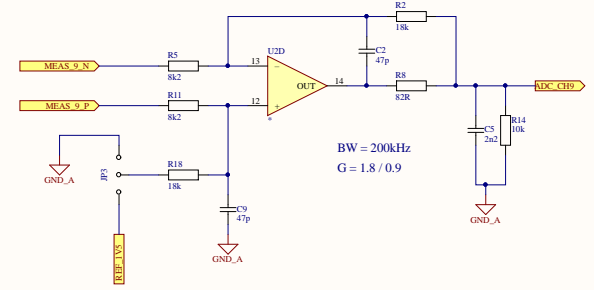 R2
18k
U2D
R5
C2
47p
MEAS_9_N
13
8k2
−
14
R8
OUT
R11
82R
ADC_CH9
MEAS_9_P
12
+
8k2
*
C5
2n2
R14
10k
BW = 200kHz
G = 1.8 / 0.9
JP3
R18
18k
GND_A
C9
47p
GND_A
GND_A
REF_1V5